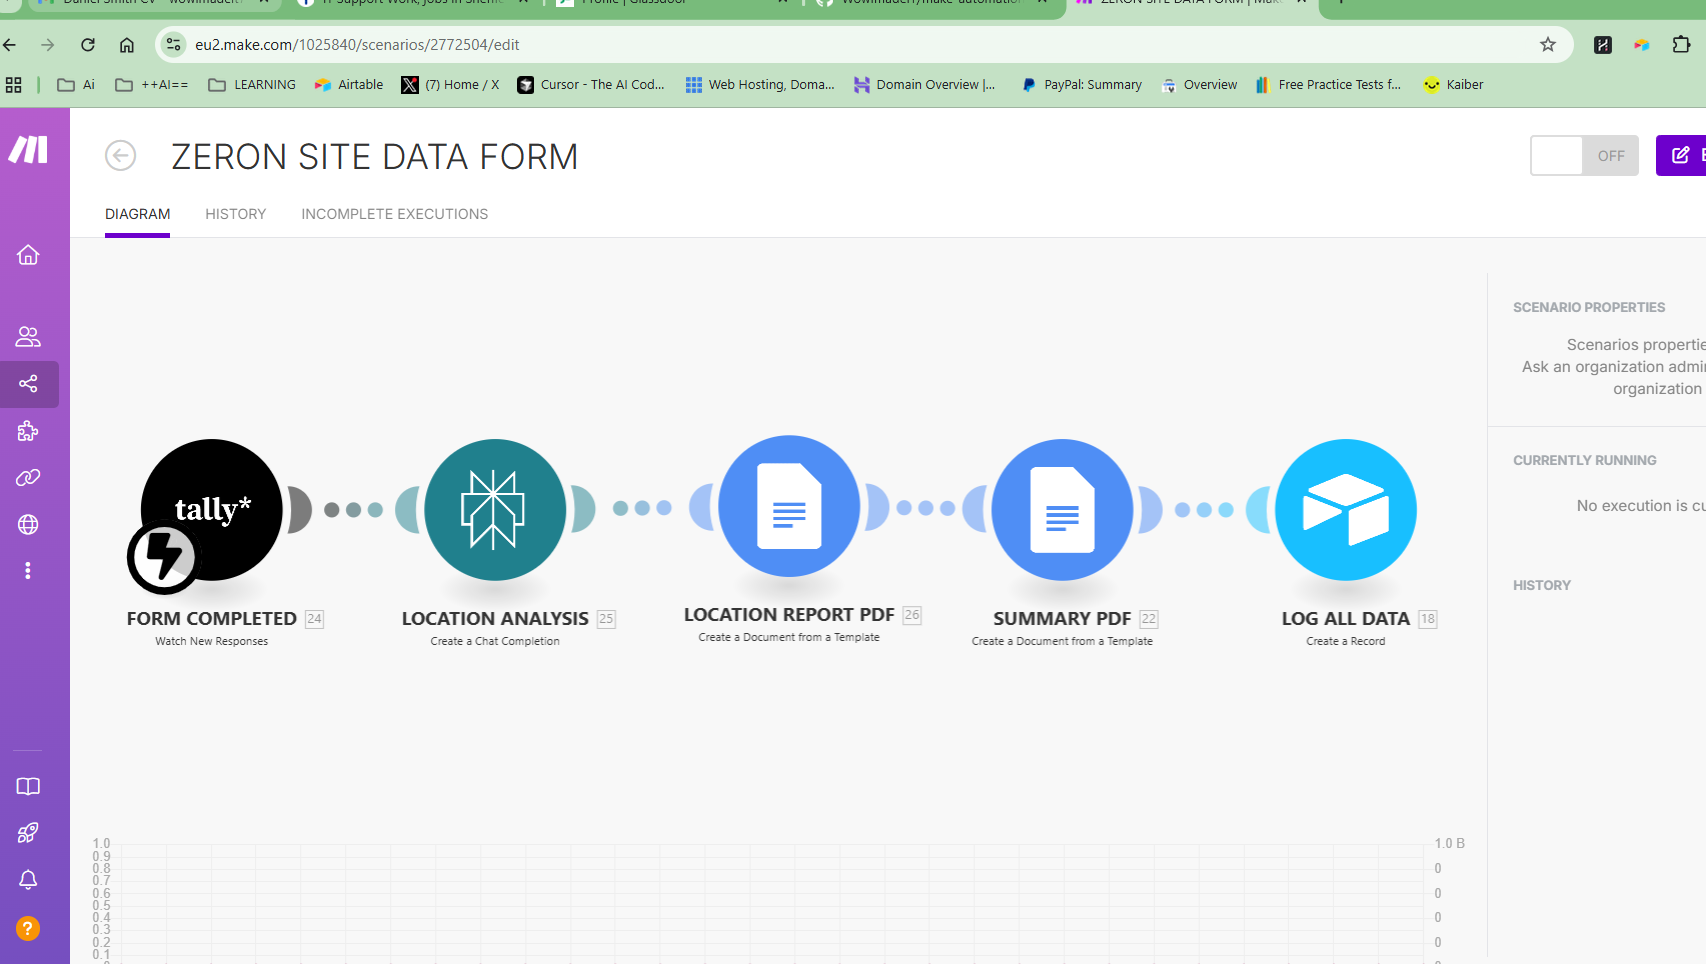 eu2.make.com/1025840/scenarios/2772504/edit
Ai
++AI==
LEARNING
Airtable
(7) Home / X
Cursor - The AI Cod...
Web Hosting, Doma...
Domain Overview |...
PayPal: Summary
Overview
Free Practice Tests f...
Kaiber
ZERON SITE DATA FORM
OFF
DIAGRAM
HISTORY
INCOMPLETE EXECUTIONS
SCENARIO PROPERTIES
Scenarios
Ask an organization
organization
CURRENTLY RUNNING
No execution is
HISTORY
tally*
FORM COMPLETED 24
Watch New Responses
LOCATION ANALYSIS 25
Create a Chat Completion
LOCATION REPORT PDF 26
Create a Document from a Template
SUMMARY PDF 22
Create a Document from a Template
LOG ALL DATA 18
Create a Record
1.0
0.9
0.8
0.7
0.6
0.5
0.4
0.3
0.2
0.1
1.0 B
0
0
0
0
?